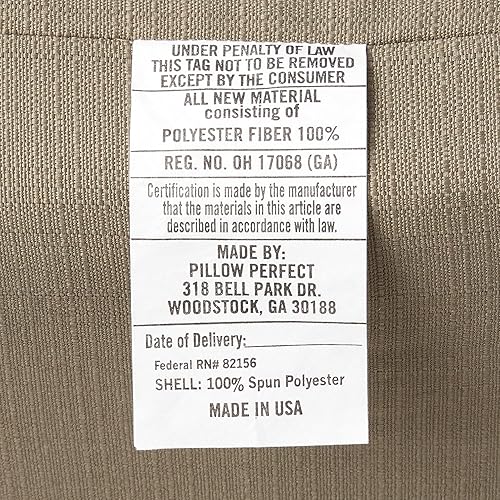 UNDER PENALTY OF LAW
THIS TAG NOT TO BE REMOVED
EXCEPT BY THE CONSUMER
ALL NEW MATERIAL
consisting of
POLYESTER FIBER 100%
REG. NO. OH 17068 (GA)
Certification is made by the manufacturer
that the materials in this article are
described in accordance with law.
MADE BY:
PILLOW PERFECT
318 BELL PARK DR.
WOODSTOCK, GA 30188
Date of Delivery:
Federal RN# 82156
SHELL: 100% Spun Polyester
MADE IN USA